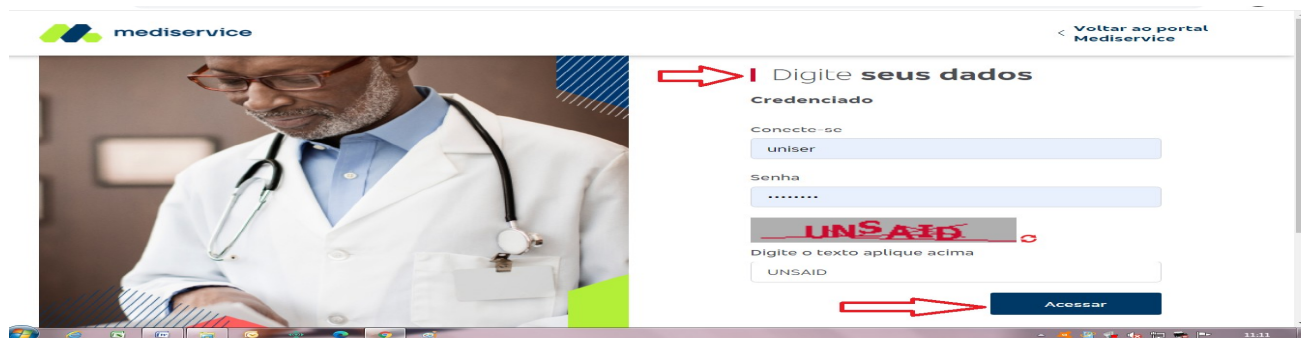 mediservice
< Voltar ao portal
Mediservice
Digite seus dados
Credenciado
Conecte-se
uniser
Senha
••••••••
UNSAID
Digite o texto aplique acima
UNSAID
Acessar
11:11